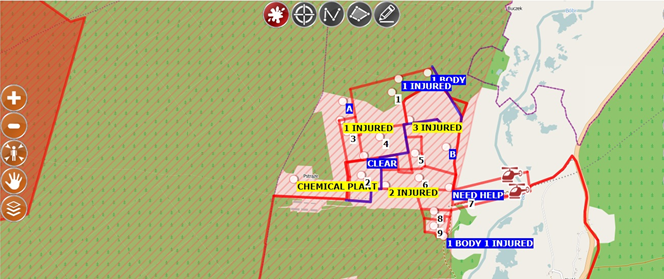 Buczek
1 BODY
1 INJURED
1
A
1 INJURED
3 INJURED
3
4
CLEAR
5
B
2
6
CHEMICAL PLANT
2 INJURED
NEED HELP
7
8
9
1 BODY 1 INJURED